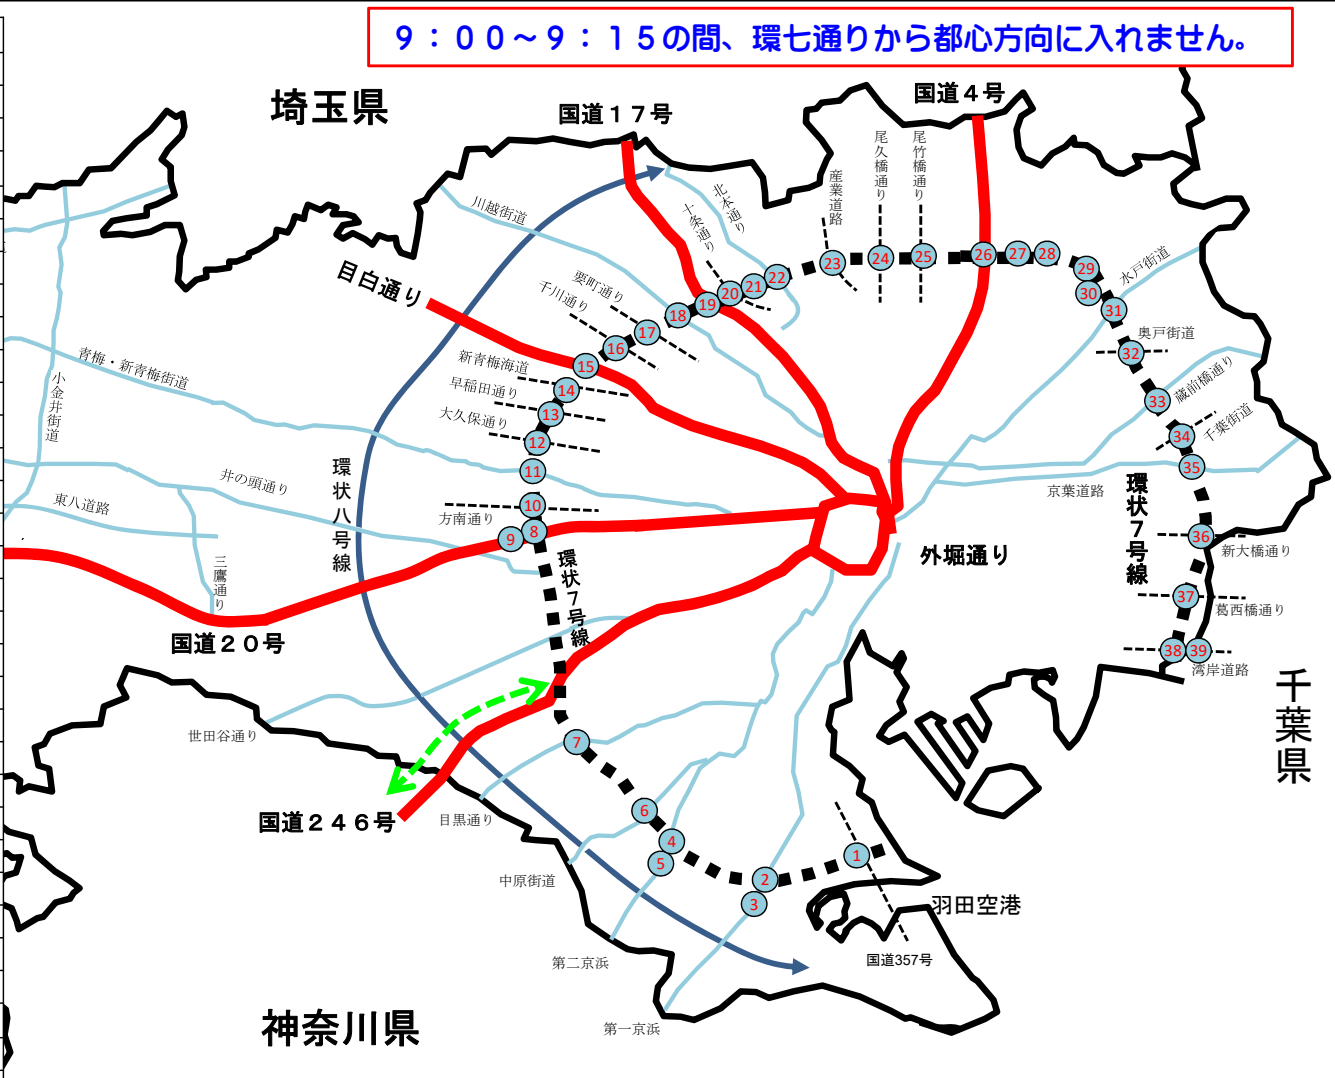 ９：００～９：１５の間、環七通りから都心方向に入れません。
埼玉県
国道１７号
国道４号
尾久橋通り
尾竹橋通り
産業道路
北本通り
十条通り
川越街道
目白通り
要町通り
千川通り
水戸街道
奥戸街道
蔵前橋通り
千葉街道
新青梅海道
早稲田通り
大久保通り
青梅・新青梅街道
小金井街道
井の頭通り
東八道路
環状八号線
方南通り
三鷹通り
国道２０号
環状７号線
外堀通り
京葉道路
環状７号線
新大橋通り
葛西橋通り
湾岸道路
千葉県
世田谷通り
国道２４６号
目黒通り
中原街道
第二京浜
第一京浜
羽田空港
国道357号
神奈川県
1
2
3
4
5
6
7
8
9
10
11
12
13
14
15
16
17
18
19
20
21
22
23
24
25
26
27
28
29
30
31
32
33
34
35
36
37
38
39